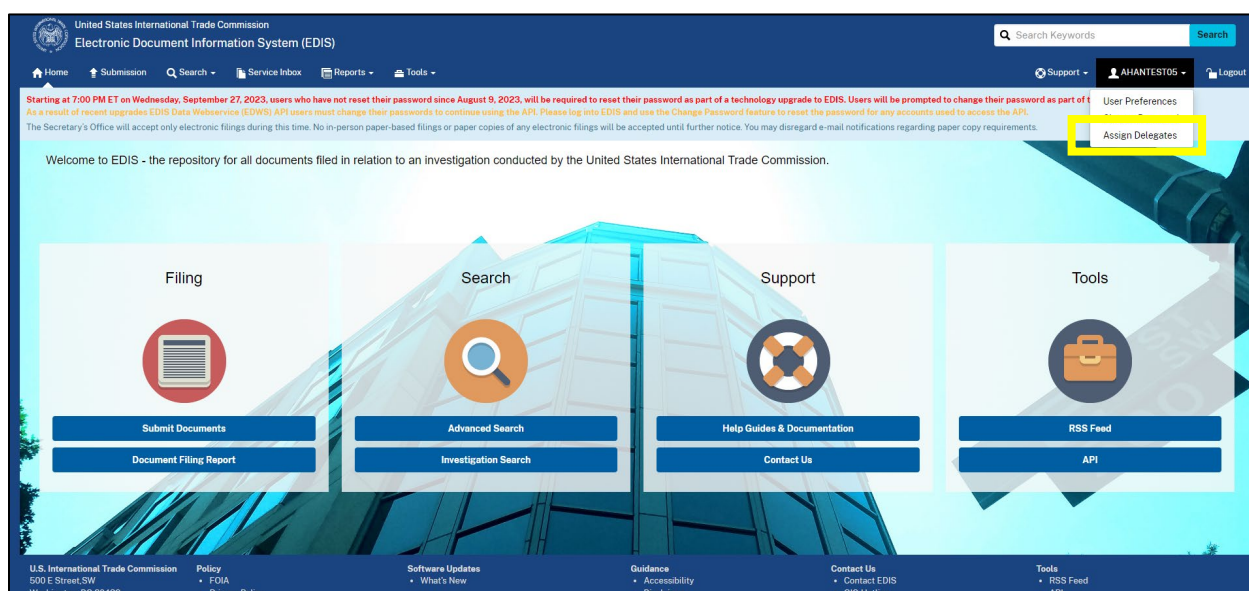 United States International Trade Commission
Electronic Document Information System (EDIS)
Search Keywords
Search
Home Submission Search Service Inbox Reports Tools
Support AHANTEST05 Logout
Starting at 7:00 PM ET on Wednesday, September 27, 2023, users who have not reset their password since August 9, 2023, will be required to reset their password as part of a technology upgrade to EDIS. Users will be prompted to change their password as part of t
As a result of recent upgrades EDIS Data Webservice (EDWS) API users must change their passwords to continue using the API. Please log into EDIS and use the Change Password feature to reset the password for any accounts used to access the API.
The Secretary's Office will accept only electronic filings during this time. No in-person paper-based filings or paper copies of any electronic filings will be accepted until further notice. You may disregard e-mail notifications regarding paper copy requirements.
User Preferences
Assign Delegates
Welcome to EDIS - the repository for all documents filed in relation to an investigation conducted by the United States International Trade Commission.
Filing
Submit Documents
Document Filing Report
Search
Advanced Search
Investigation Search
Support
Help Guides & Documentation
Contact Us
Tools
RSS Feed
API
U.S. International Trade Commission
500 E Street,SW
Policy
• FOIA
Software Updates
• What's New
Guidance
• Accessibility
Contact Us
• Contact EDIS
Tools
• RSS Feed